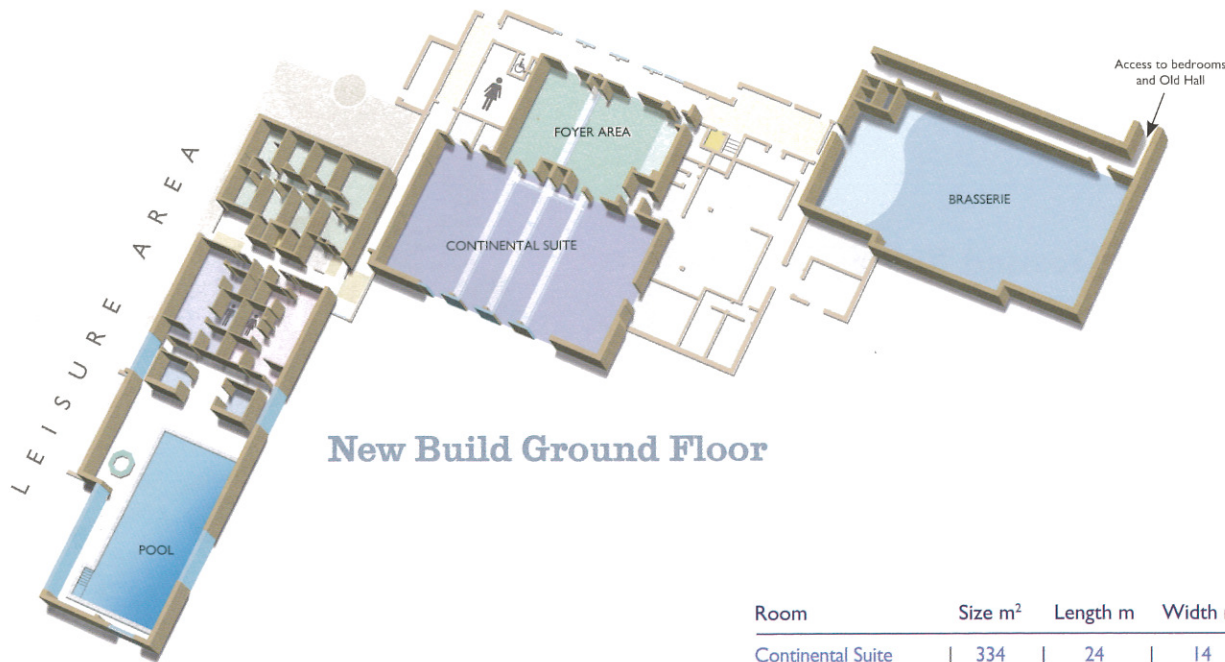 Access to bedrooms
and Old Hall
FOYER AREA
BRASSERIE
CONTINENTAL SUITE
LEISURE AREA
New Build Ground Floor
POOL
Room Size m² Length m Width
Continental Suite | 334 | 24 | 14